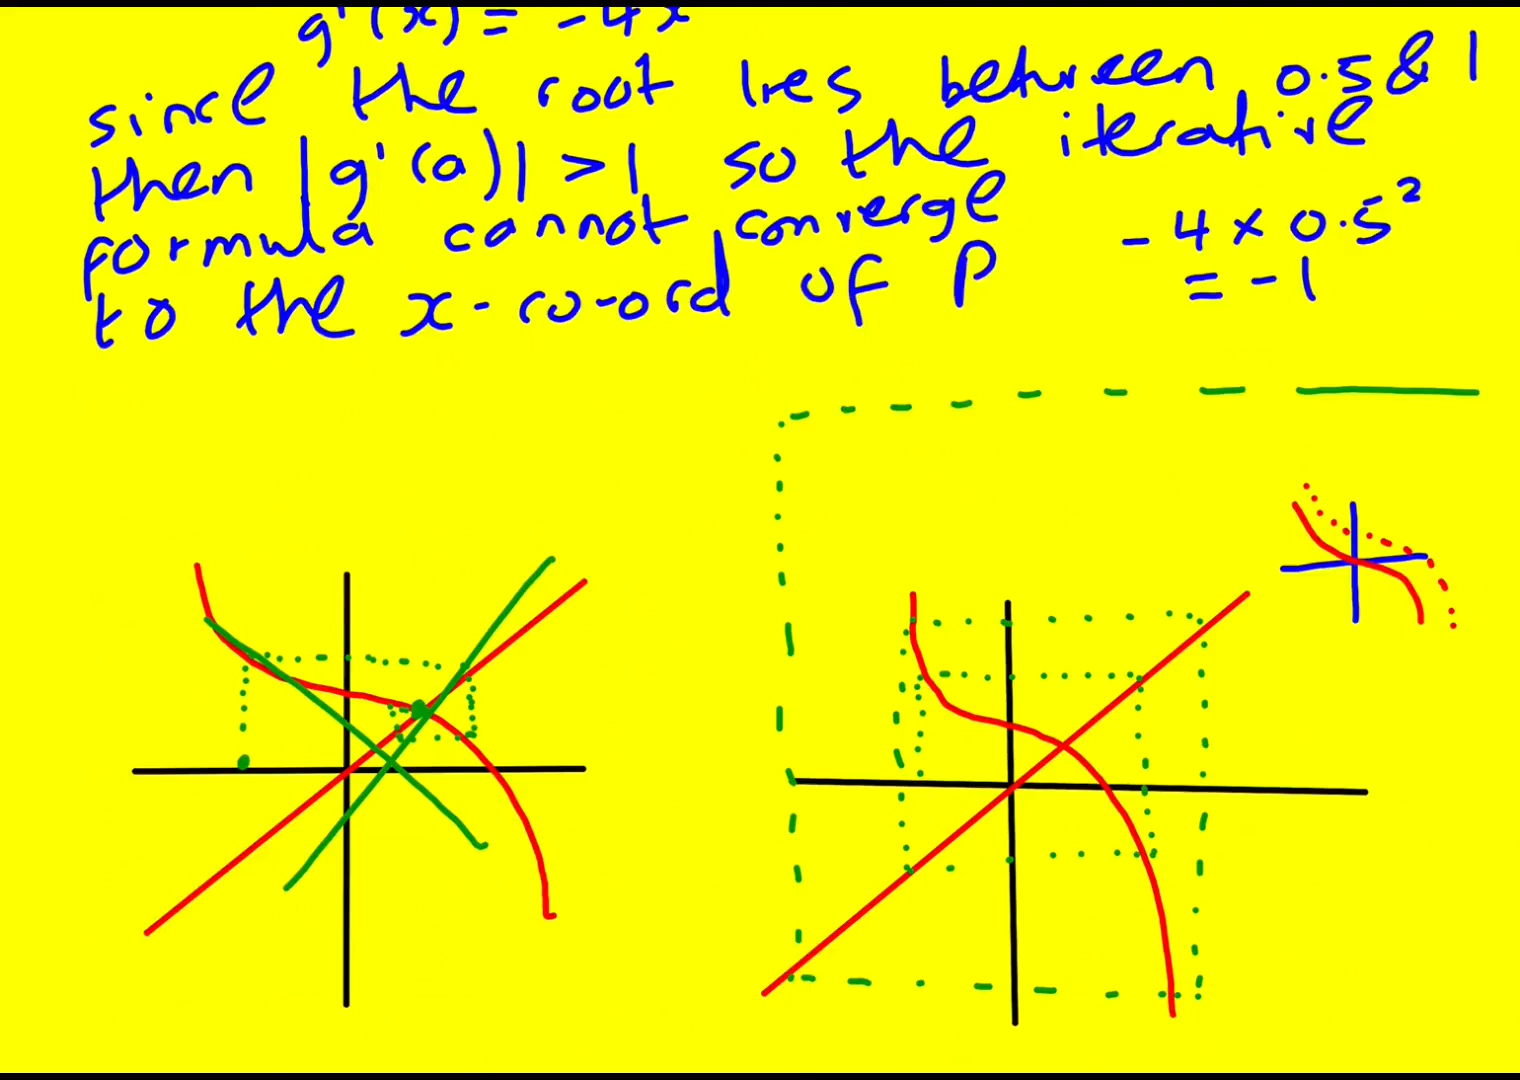 g'(x) = -4x
since the root lies between 0.5 & 1
then |g'(a)| > 1 so the iterative
formula cannot converge
to the x-co-ord of P
-4 × 0.5²
= -1